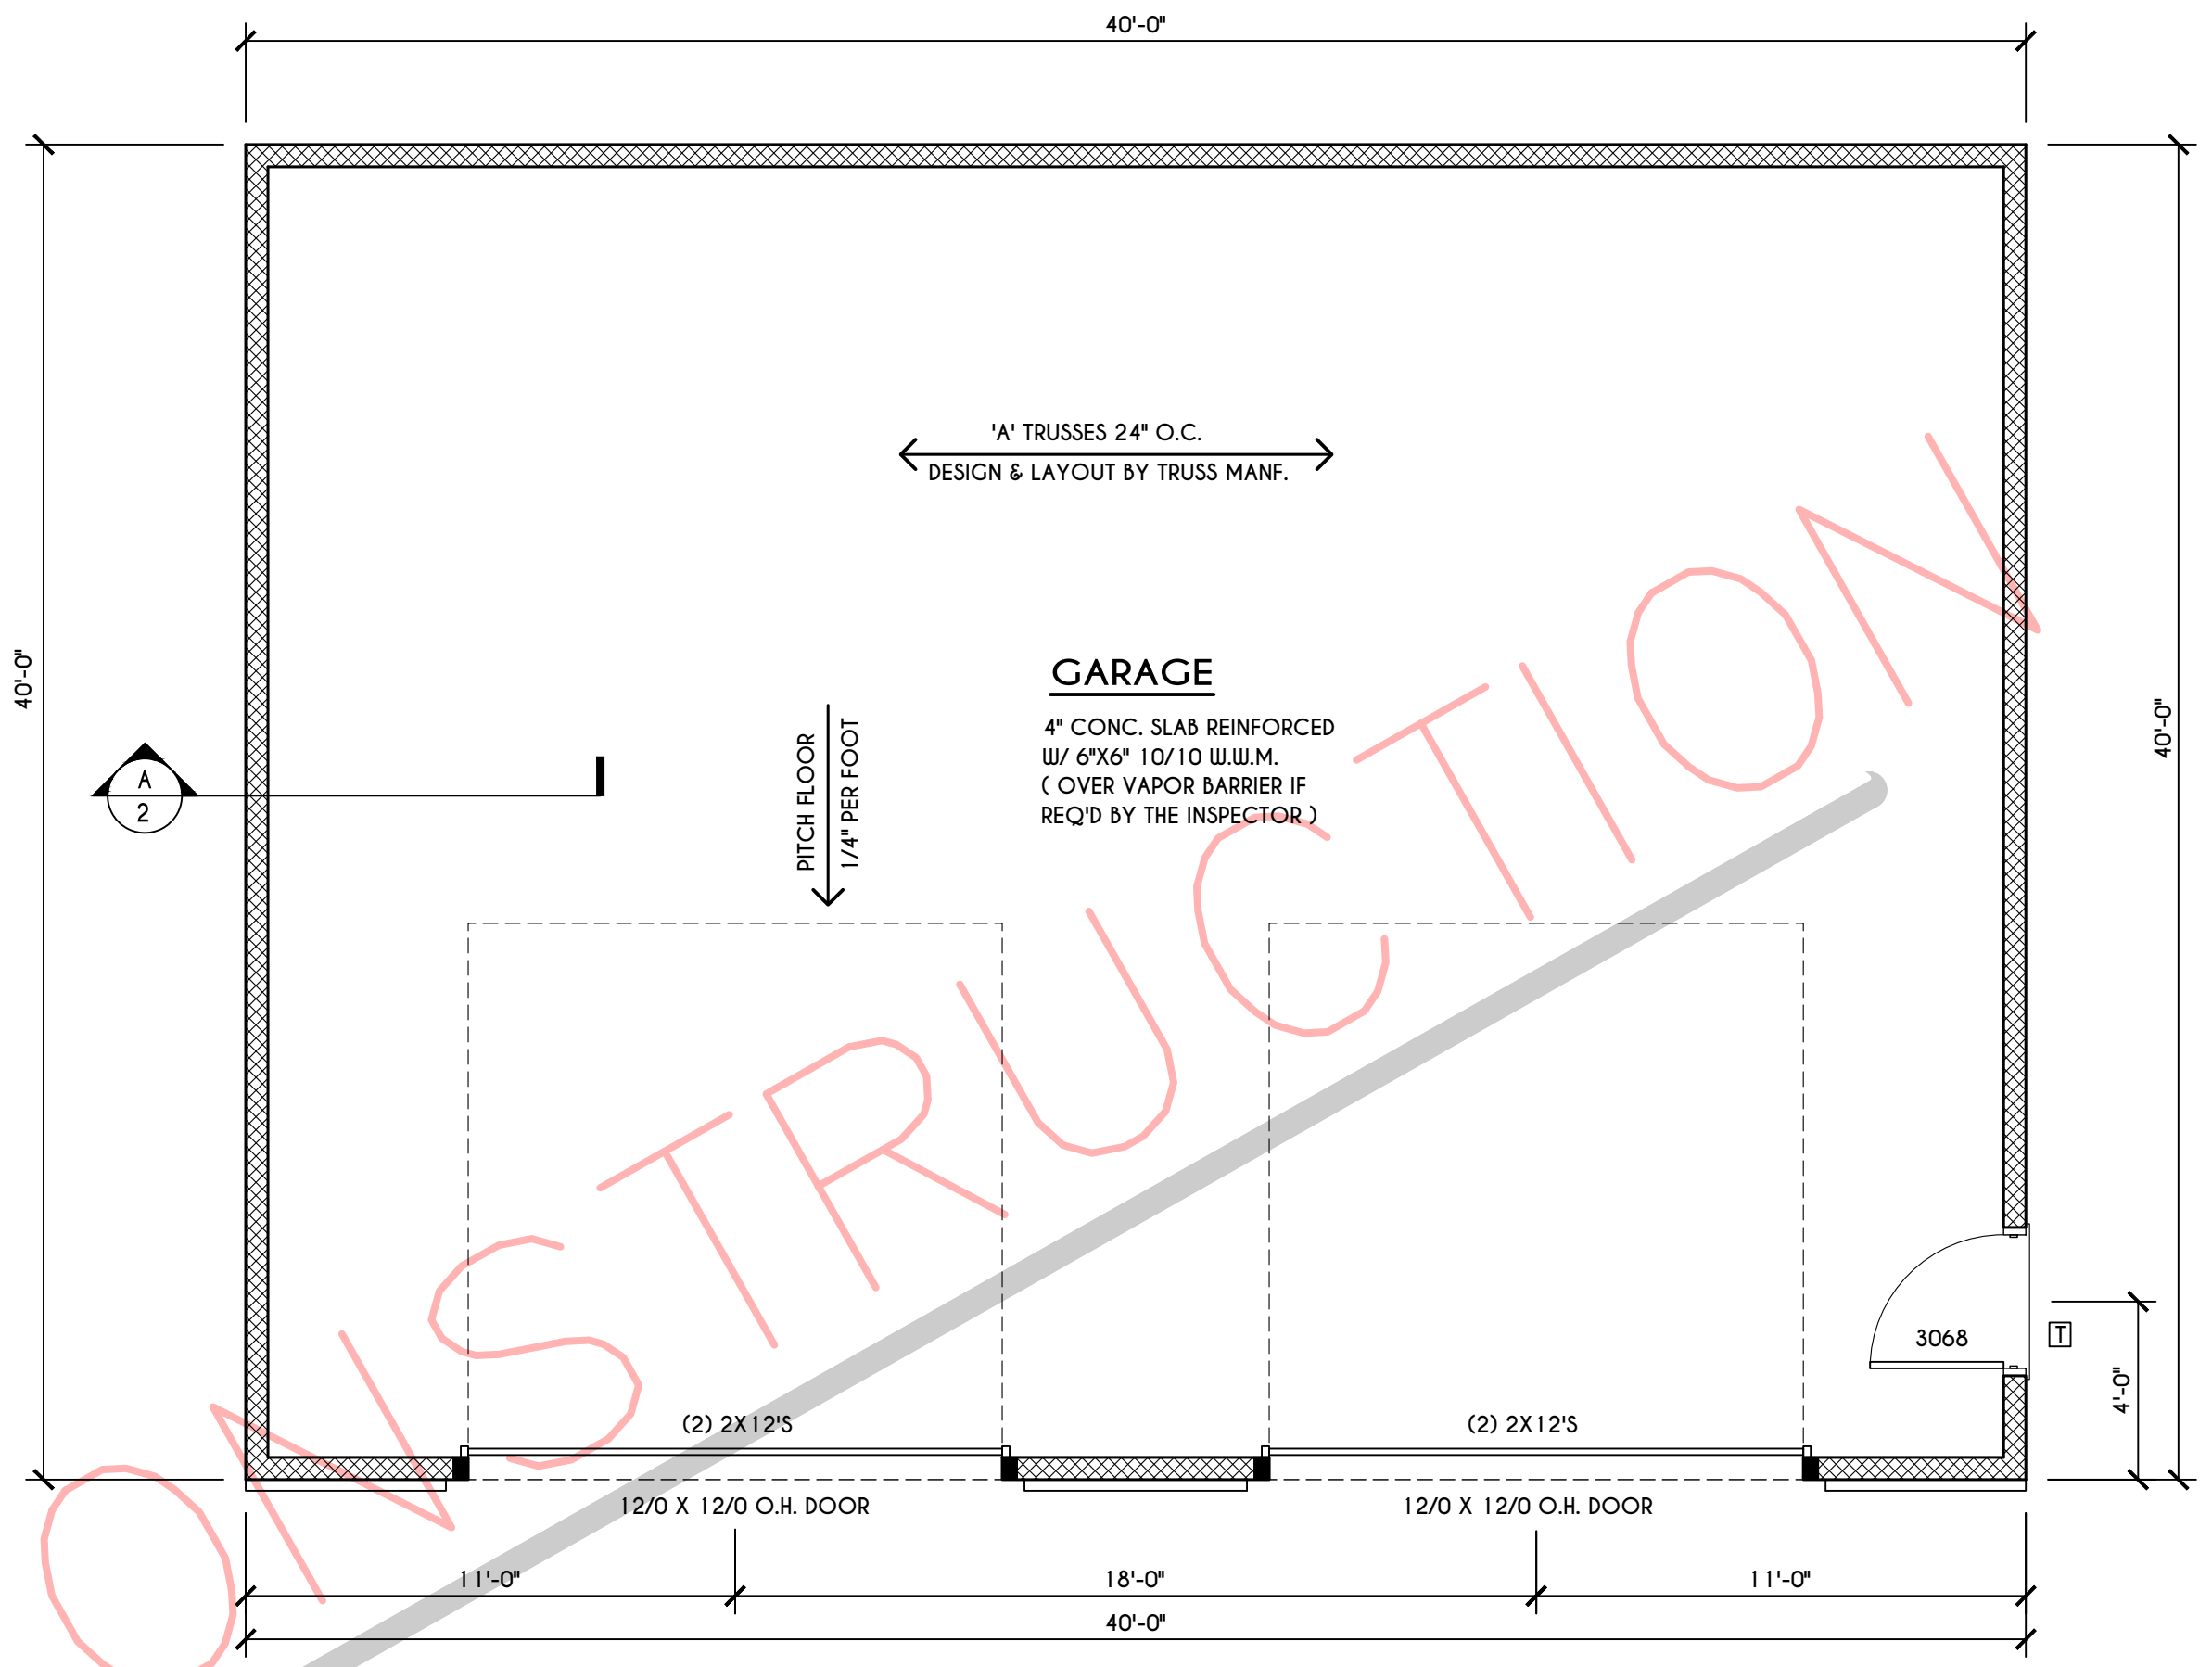 40'-0"
'A' TRUSSES 24" O.C.
DESIGN & LAYOUT BY TRUSS MANF.
40'-0"
GARAGE
4" CONC. SLAB REINFORCED
W/ 6"X6" 10/10 W.W.M.
( OVER VAPOR BARRIER IF
REQ'D BY THE INSPECTOR )
PITCH FLOOR
1/4" PER FOOT
40'-0"
A
2
3068
T
4'-0"
(2) 2X12'S
(2) 2X12'S
12/0 X 12/0 O.H. DOOR
12/0 X 12/0 O.H. DOOR
11'-0"
18'-0"
11'-0"
40'-0"
ONSTRUCTION